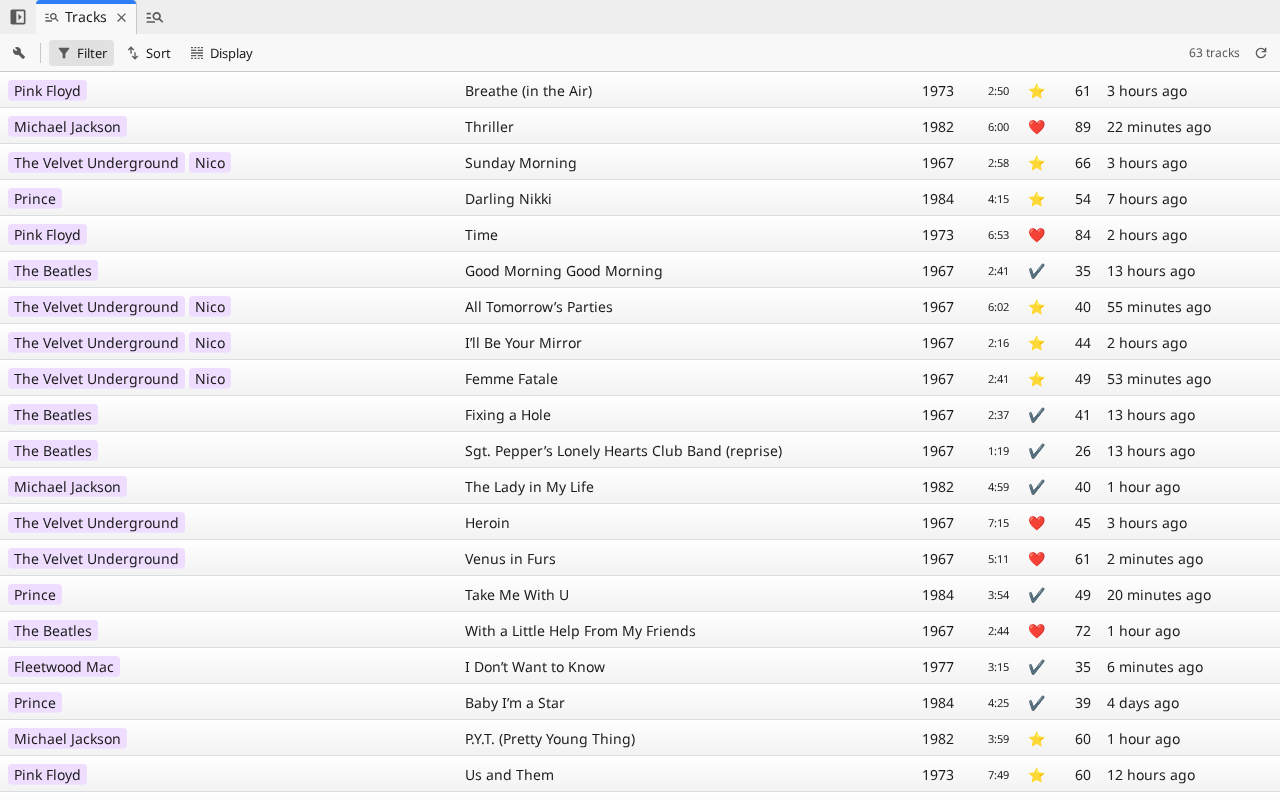 Tracks
Filter Sort Display 63 tracks
Pink Floyd Breathe (in the Air) 1973 2:50 ⭐ 61 3 hours ago
Michael Jackson Thriller 1982 6:00 ❤️ 89 22 minutes ago
The Velvet Underground Nico Sunday Morning 1967 2:58 ⭐ 66 3 hours ago
Prince Darling Nikki 1984 4:15 ⭐ 54 7 hours ago
Pink Floyd Time 1973 6:53 ❤️ 84 2 hours ago
The Beatles Good Morning Good Morning 1967 2:41 ✔️ 35 13 hours ago
The Velvet Underground Nico All Tomorrow’s Parties 1967 6:02 ⭐ 40 55 minutes ago
The Velvet Underground Nico I’ll Be Your Mirror 1967 2:16 ⭐ 44 2 hours ago
The Velvet Underground Nico Femme Fatale 1967 2:41 ⭐ 49 53 minutes ago
The Beatles Fixing a Hole 1967 2:37 ✔️ 41 13 hours ago
The Beatles Sgt. Pepper’s Lonely Hearts Club Band (reprise) 1967 1:19 ✔️ 26 13 hours ago
Michael Jackson The Lady in My Life 1982 4:59 ✔️ 40 1 hour ago
The Velvet Underground Heroin 1967 7:15 ❤️ 45 3 hours ago
The Velvet Underground Venus in Furs 1967 5:11 ❤️ 61 2 minutes ago
Prince Take Me With U 1984 3:54 ✔️ 49 20 minutes ago
The Beatles With a Little Help From My Friends 1967 2:44 ❤️ 72 1 hour ago
Fleetwood Mac I Don’t Want to Know 1977 3:15 ✔️ 35 6 minutes ago
Prince Baby I’m a Star 1984 4:25 ✔️ 39 4 days ago
Michael Jackson P.Y.T. (Pretty Young Thing) 1982 3:59 ⭐ 60 1 hour ago
Pink Floyd Us and Them 1973 7:49 ⭐ 60 12 hours ago